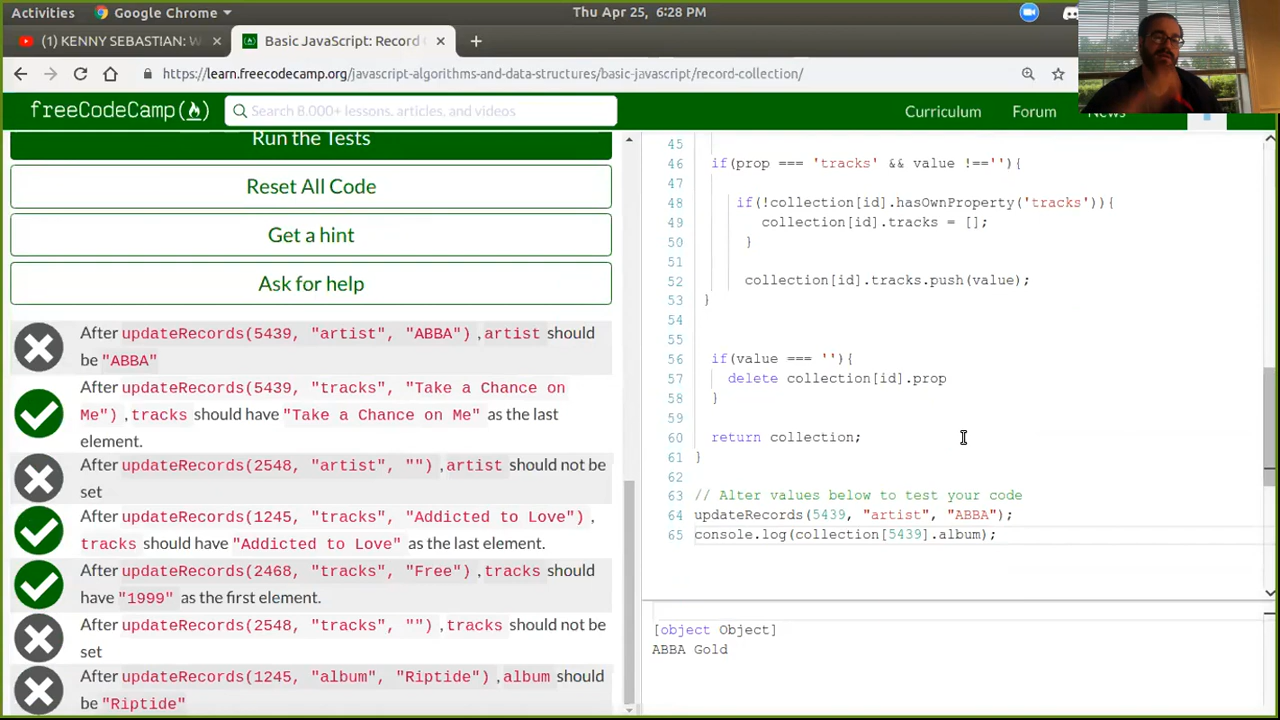 Activities
Google Chrome
Thu Apr 25, 6:28 PM
(1) KENNY SEBASTIAN: W
Basic JavaScript: Record
https://learn.freecodecamp.org/javascript-algorithms-and-data-structures/basic-javascript/record-collection/
freeCodeCamp
Search 8,000+ lessons, articles, and videos
Curriculum
Forum
News
Run the Tests
Reset All Code
Get a hint
Ask for help
After updateRecords(5439, "artist", "ABBA"), artist should
be "ABBA"
After updateRecords(5439, "tracks", "Take a Chance on
Me"), tracks should have "Take a Chance on Me" as the last
element.
After updateRecords(2548, "artist", ""), artist should not be
set
After updateRecords(1245, "tracks", "Addicted to Love"),
tracks should have "Addicted to Love" as the last element.
After updateRecords(2468, "tracks", "Free"), tracks should
have "1999" as the first element.
After updateRecords(2548, "tracks", ""), tracks should not be
set
After updateRecords(1245, "album", "Riptide"), album should
be "Riptide"
45
46 if(prop === 'tracks' && value !==''){
47
48 if(!collection[id].hasOwnProperty('tracks')){
49 collection[id].tracks = [];
50 }
51
52 collection[id].tracks.push(value);
53 }
54
55
56 if(value === ''){
57 delete collection[id].prop
58 }
59
60 return collection;
61 }
62
63 // Alter values below to test your code
64 updateRecords(5439, "artist", "ABBA");
65 console.log(collection[5439].album);
[object Object]
ABBA Gold